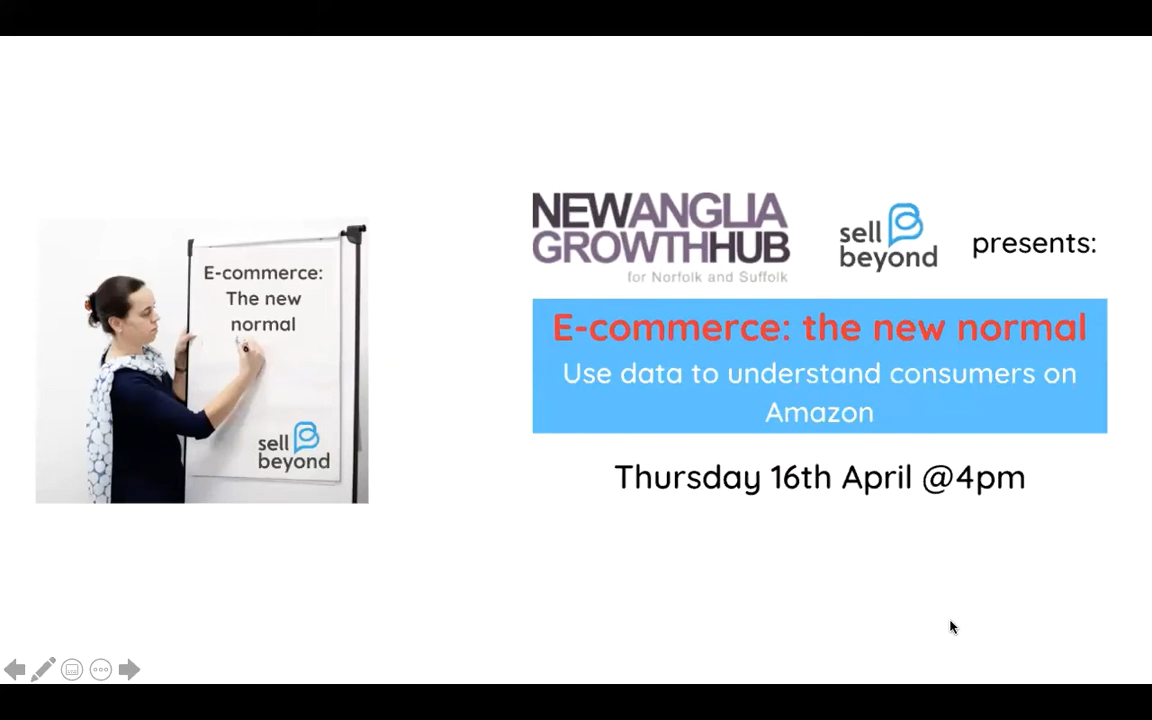 E-commerce:
The new
normal
sell
beyond
NEWANGLIA
GROWTHHUB
for Norfolk and Suffolk
sell
beyond
presents:
E-commerce: the new normal
Use data to understand consumers on
Amazon
Thursday 16th April @4pm